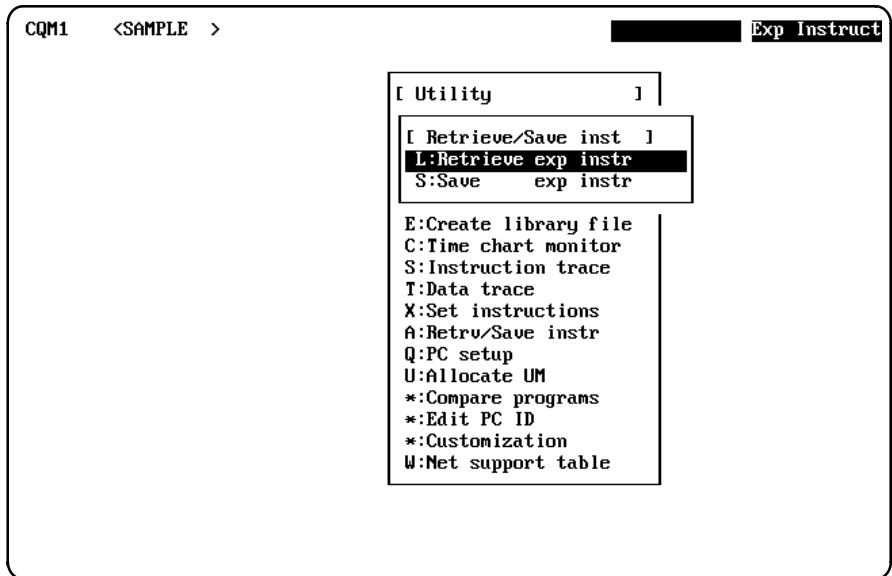 CQM1 <SAMPLE > Exp Instruct
[ Utility ]
[ Retrieve/Save inst ]
L:Retrieve exp instr
S:Save exp instr
E:Create library file
C:Time chart monitor
S:Instruction trace
T:Data trace
X:Set instructions
A:Retrv/Save instr
Q:PC setup
U:Allocate UM
*:Compare programs
*:Edit PC ID
*:Customization
W:Net support table